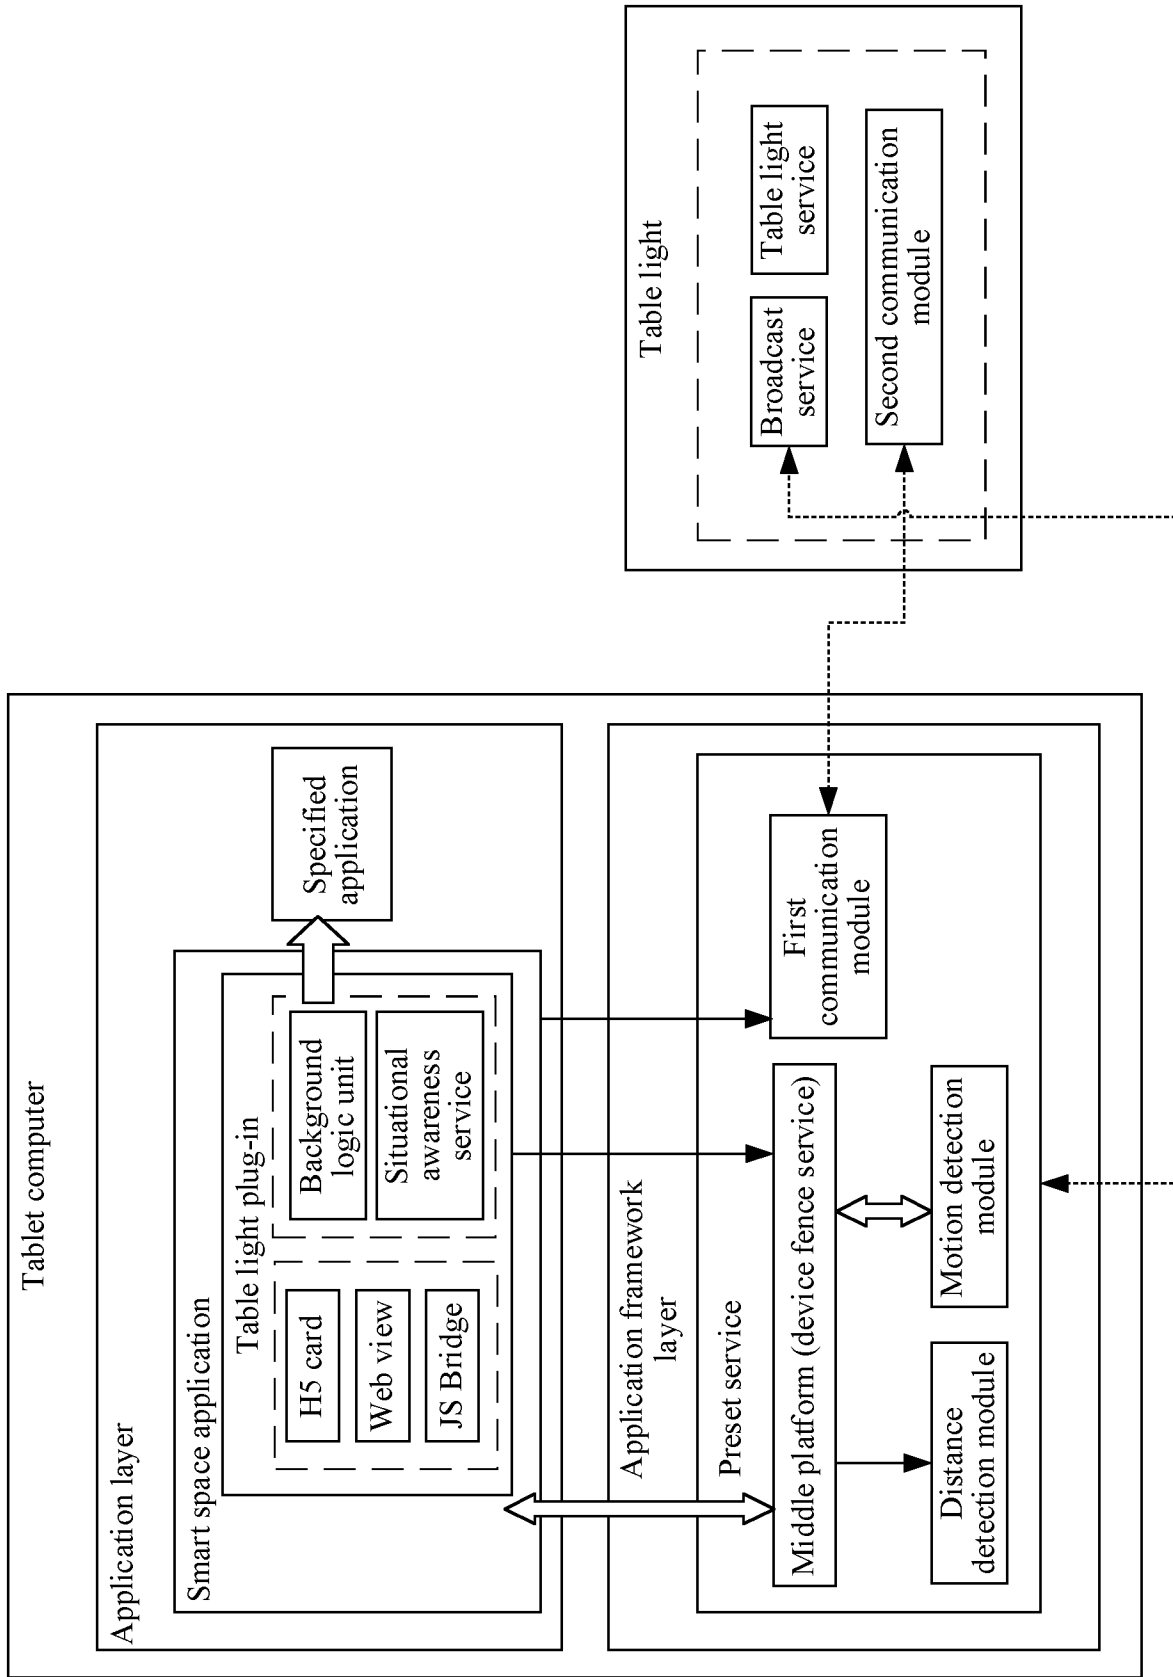 Tablet computer
Application layer
Smart space application
Table light plug-in
H5 card
Web view
JS Bridge
Background
logic unit
Situational
awareness
service
Specified
application
Application framework
layer
Preset service
Middle platform (device fence service)
Distance
detection module
Motion detection
module
First
communication
module
Table light
Broadcast
service
Table light
service
Second communication
module